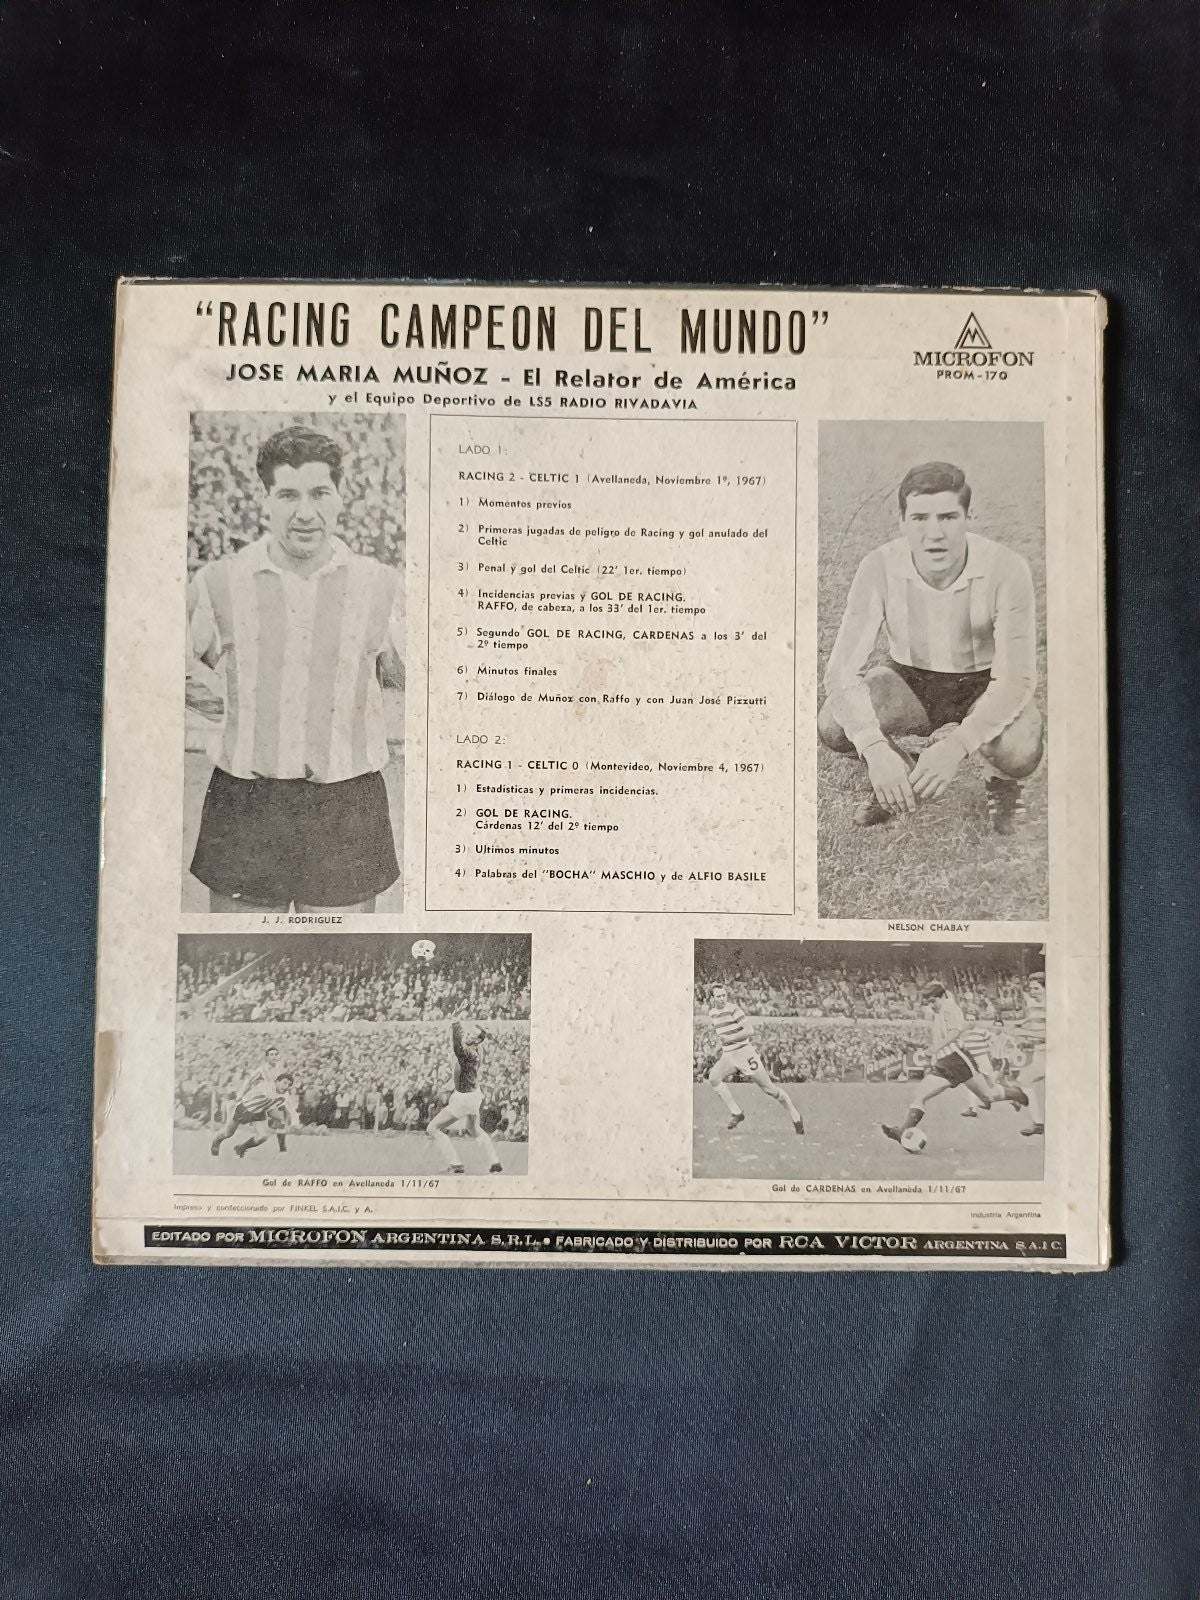 "RACING CAMPEON DEL MUNDO"
JOSE MARIA MUÑOZ - El Relator de América
y el Equipo Deportivo de LS5 RADIO RIVADAVIA
MICROFON
PROM-170
LADO 1:
RACING 2 - CELTIC 1 (Avellaneda, Noviembre 1º, 1967)
1) Momentos previos
2) Primeras jugadas de peligro de Racing y gol anulado del
Celtic
3) Penal y gol del Celtic (22' 1er. tiempo)
4) Incidencias previas y GOL DE RACING.
RAFFO, de cabeza, a los 33' del 1er. tiempo
5) Segundo GOL DE RACING, CARDENAS a los 3' del
2º tiempo
6) Minutos finales
7) Diálogo de Muñoz con Raffo y con Juan José Pizzutti
LADO 2:
RACING 1 - CELTIC 0 (Montevideo, Noviembre 4, 1967)
1) Estadísticas y primeras incidencias.
2) GOL DE RACING.
Cárdenas 12' del 2º tiempo
3) Ultimos minutos
4) Palabras del "BOCHA" MASCHIO y de ALFIO BASILE
J. J. RODRIGUEZ
NELSON CHABAY
5
Gol de RAFFO en Avellaneda 1/11/67
Gol de CARDENAS en Avellaneda 1/11/67
Impreso y confeccionado por FINKEL S.A.I.C. y A.
Industria Argentina
EDITADO POR MICROFON ARGENTINA S.R.L. • FABRICADO Y DISTRIBUIDO POR RCA VICTOR ARGENTINA S.A.I.C.